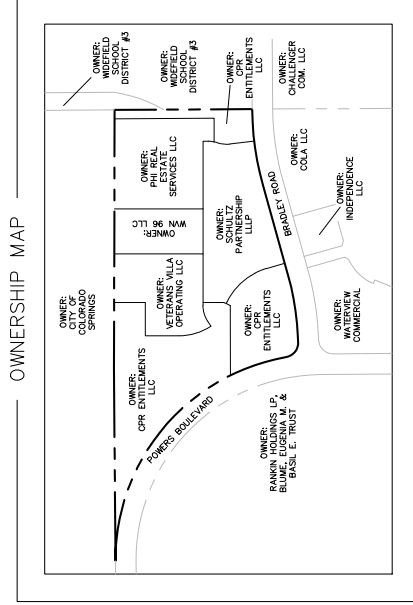 OWNERSHIP MAP
OWNER:
CITY OF
COLORADO
SPRINGS
OWNER:
WIDEFIELD
SCHOOL
DISTRICT #3
OWNER:
WIDEFIELD
SCHOOL
DISTRICT #3
OWNER:
CPR
ENTITLEMENTS
LLC
OWNER:
CHALLENGER
COM. LLC
OWNER:
PHI REAL
ESTATE
SERVICES LLC
OWNER:
WVN 96 LLC
OWNER:
VETERANS VILLA
OPERATING LLC
OWNER:
CPR ENTITLEMENTS
LLC
OWNER:
SCHULTZ
PARTNERSHIP
LLLP
OWNER:
CPR
ENTITLEMENTS
LLC
POWERS BOULEVARD
BRADLEY ROAD
OWNER:
COLA LLC
OWNER:
INDEPENDENCE
LLC
OWNER:
WATERVIEW
COMMERCIAL
OWNER:
RANKIN HOLDINGS LP,
BLUME, EUGENIA M. &
BASIL E. TRUST